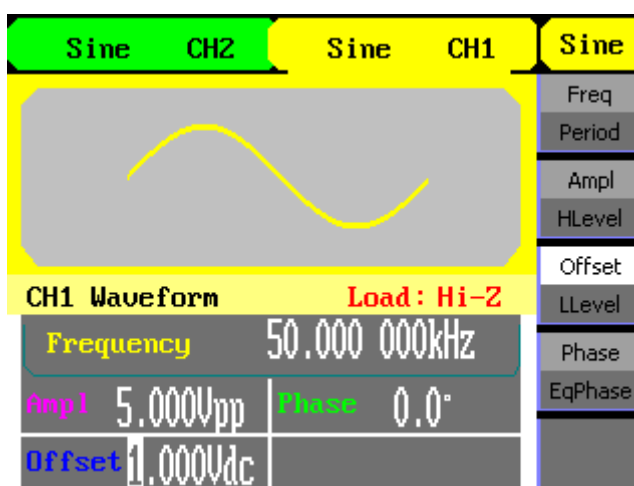 Sine CH2 Sine CH1 Sine
Freq
Period
Ampl
HLevel
Offset
LLevel
Phase
EqPhase
CH1 Waveform Load: Hi-Z
Frequency 50.000 000kHz
Ampl 5.000Vpp Phase 0.0°
Offset 1.000Vdc